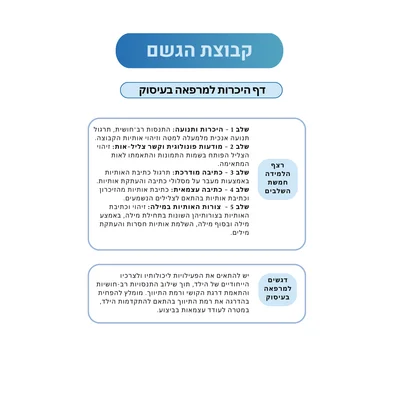 קבוצת הגשם
דף היכרות למרפאה בעיסוק
רצף
הלמידה
חמשת
השלבים
שלב 1 - היכרות ותנועה: התנסות רב־חושית, תרגול
תנועה אנכית מלמעלה למטה וזיהוי אותיות הקבוצה.
שלב 2 - מודעות פונולוגית וקשר צליל-אות: זיהוי
הצליל הפותח בשמות התמונות והתאמתו לאות
המתאימה.
שלב 3 - כתיבה מודרכת: תרגול כתיבת האותיות
באמצעות מעבר על מסלולי כתיבה והעתקת אותיות.
שלב 4 - כתיבה עצמאית: כתיבת אותיות מהזיכרון
וכתיבת אותיות בהתאם לצלילים הנשמעים.
שלב 5 - צורות האותיות במילה: זיהוי וכתיבת
האותיות בצורותיהן השונות בתחילת מילה, באמצע
מילה ובסוף מילה, השלמת אותיות חסרות והעתקת
מילים.
דגשים
למרפאה
בעיסוק
יש להתאים את הפעילויות ליכולותיו ולצרכיו
הייחודיים של הילד, תוך שילוב התנסויות רב-חושיות
והתאמת דרגת הקושי ורמת התיווך. מומלץ להפחית
בהדרגה את רמת התיווך בהתאם להתקדמות הילד,
במטרה לעודד עצמאות בביצוע.